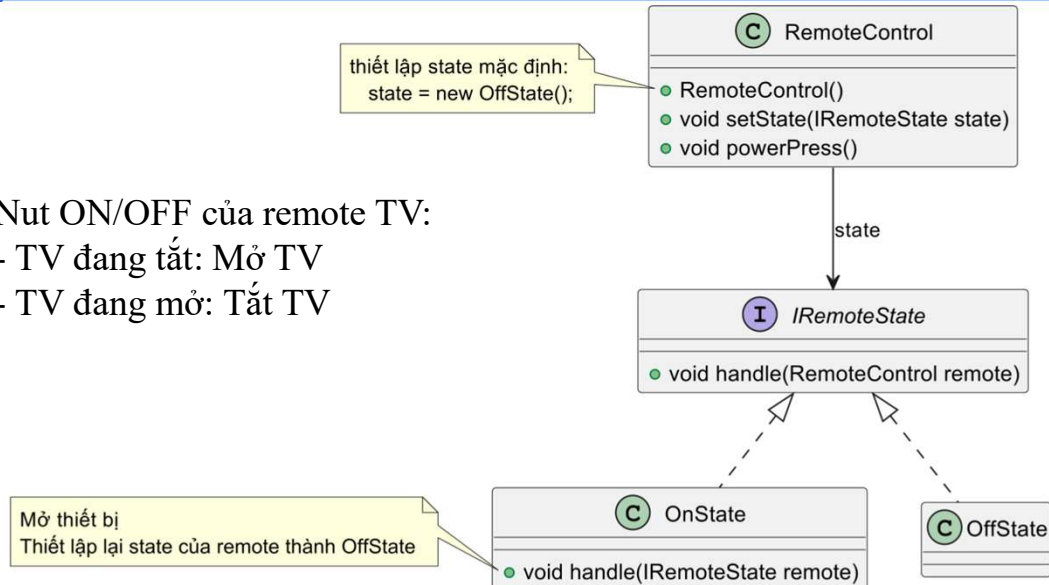 C RemoteControl
thiết lập state mặc định:
state = new OffState();
RemoteControl()
void setState(IRemoteState state)
void powerPress()
Nut ON/OFF của remote TV:
- TV đang tắt: Mở TV
- TV đang mở: Tắt TV
state
I IRemoteState
void handle(RemoteControl remote)
C OnState
C OffState
Mở thiết bị
Thiết lập lại state của remote thành OffState
void handle(IRemoteState remote)